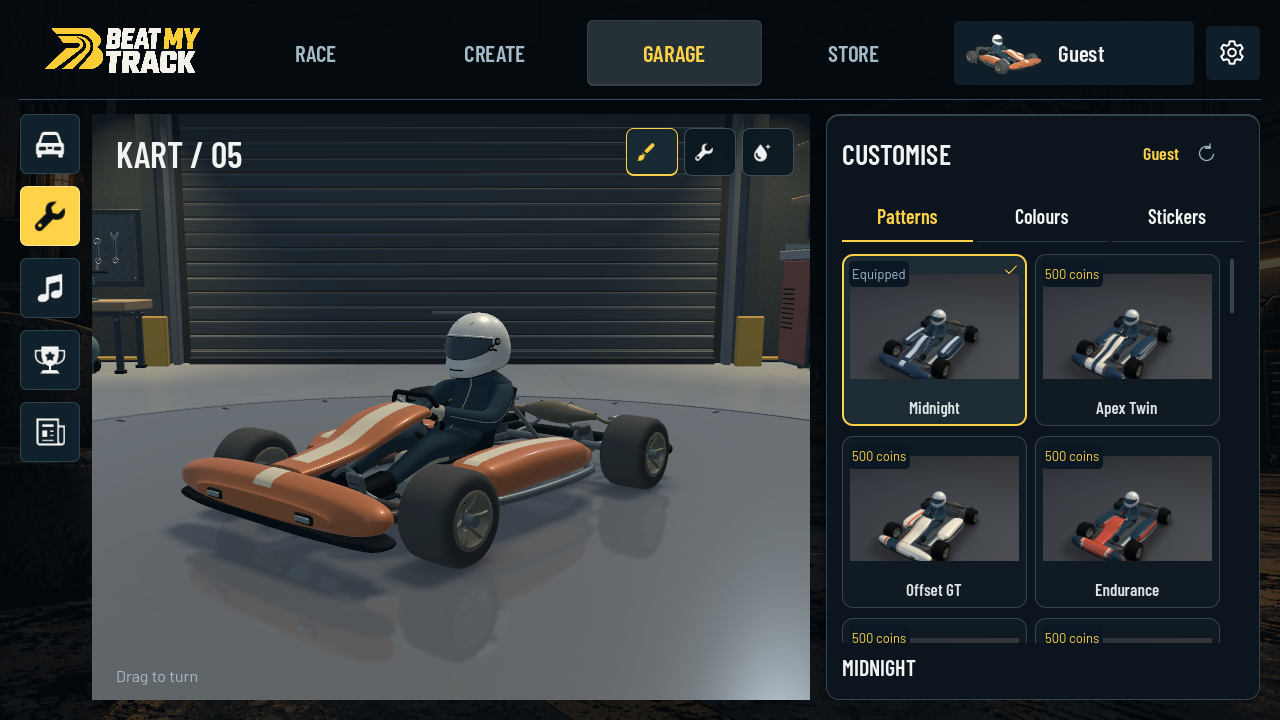 BEAT MY
TRACK
RACE
CREATE
GARAGE
STORE
Guest
KART / 05
CUSTOMISE
Guest
Patterns
Colours
Stickers
Equipped
500 coins
Midnight
Apex Twin
500 coins
500 coins
Offset GT
Endurance
500 coins
500 coins
MIDNIGHT
Drag to turn